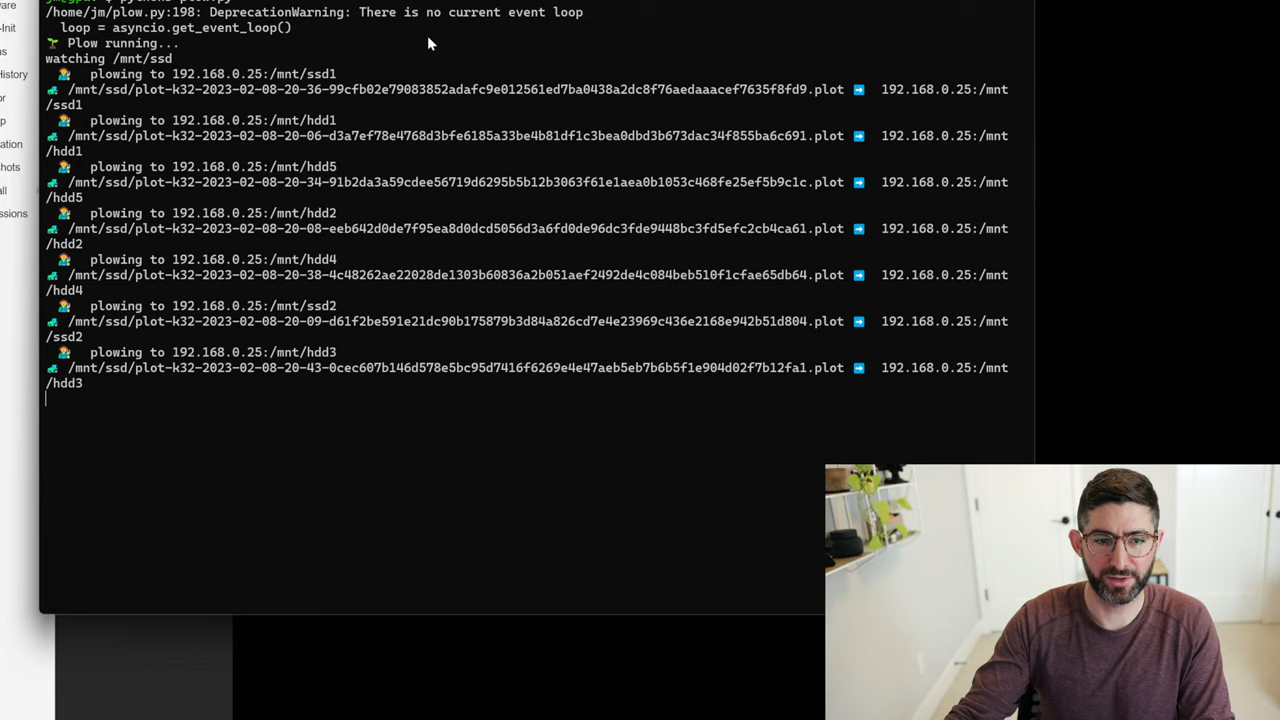 ware
-Init
/home/jm/plow.py:198: DeprecationWarning: There is no current event loop
loop = asyncio.get_event_loop()
🌱 Plow running...
watching /mnt/ssd
🧑‍🌾 plowing to 192.168.0.25:/mnt/ssd1
🚜 /mnt/ssd/plot-k32-2023-02-08-20-36-99cfb02e79083852adafc9e012561ed7ba0438a2dc8f76aedaaacef7635f8fd9.plot ➡️ 192.168.0.25:/mnt
/ssd1
🧑‍🌾 plowing to 192.168.0.25:/mnt/hdd1
🚜 /mnt/ssd/plot-k32-2023-02-08-20-06-d3a7ef78e4768d3bfe6185a33be4b81df1c3bea0dbd3b673dac34f855ba6c691.plot ➡️ 192.168.0.25:/mnt
/hdd1
🧑‍🌾 plowing to 192.168.0.25:/mnt/hdd5
🚜 /mnt/ssd/plot-k32-2023-02-08-20-34-91b2da3a59cdee56719d6295b5b12b3063f61e1aea0b1053c468fe25ef5b9c1c.plot ➡️ 192.168.0.25:/mnt
/hdd5
🧑‍🌾 plowing to 192.168.0.25:/mnt/hdd2
🚜 /mnt/ssd/plot-k32-2023-02-08-20-08-eeb642d0de7f95ea8d0dcd5056d3a6fd0de96dc3fde9448bc3fd5efc2cb4ca61.plot ➡️ 192.168.0.25:/mnt
/hdd2
🧑‍🌾 plowing to 192.168.0.25:/mnt/hdd4
🚜 /mnt/ssd/plot-k32-2023-02-08-20-38-4c48262ae22028de1303b60836a2b051aef2492de4c084beb510f1cfae65db64.plot ➡️ 192.168.0.25:/mnt
/hdd4
🧑‍🌾 plowing to 192.168.0.25:/mnt/ssd2
🚜 /mnt/ssd/plot-k32-2023-02-08-20-09-d61f2be591e21dc90b175879b3d84a826cd7e4e23969c436e2168e942b51d804.plot ➡️ 192.168.0.25:/mnt
/ssd2
🧑‍🌾 plowing to 192.168.0.25:/mnt/hdd3
🚜 /mnt/ssd/plot-k32-2023-02-08-20-43-0cec607b146d578e5bc95d7416f6269e4e47aeb5eb7b6b5f1e904d02f7b12fa1.plot ➡️ 192.168.0.25:/mnt
/hdd3